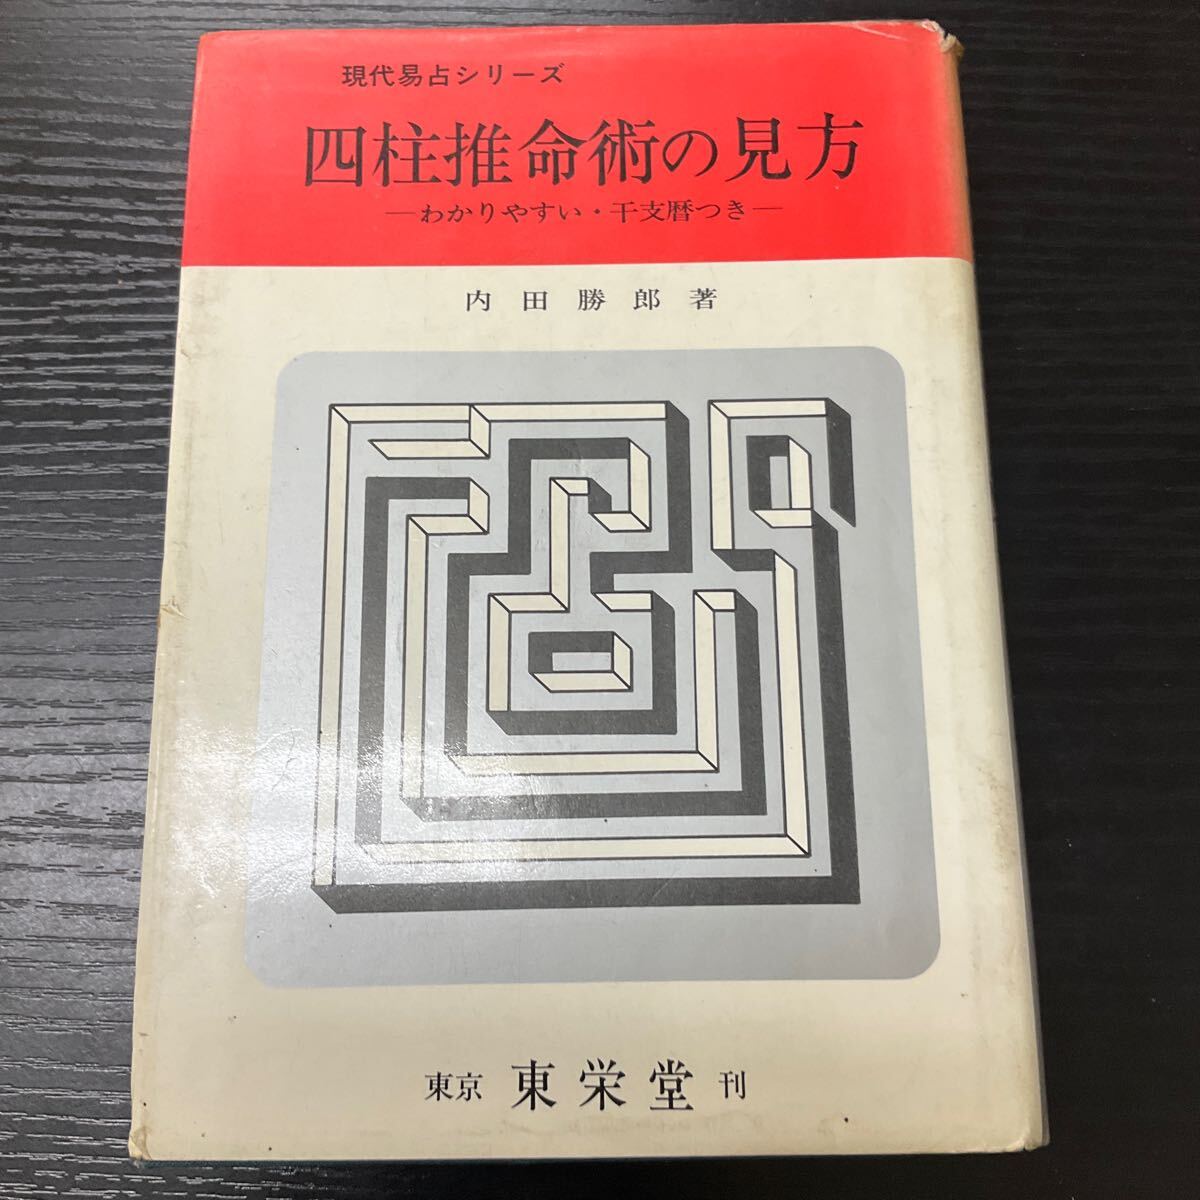 現代易占シリーズ
四柱推命術の見方
―わかりやすい・干支暦つき―
内田勝郎著
東京 東栄堂 刊